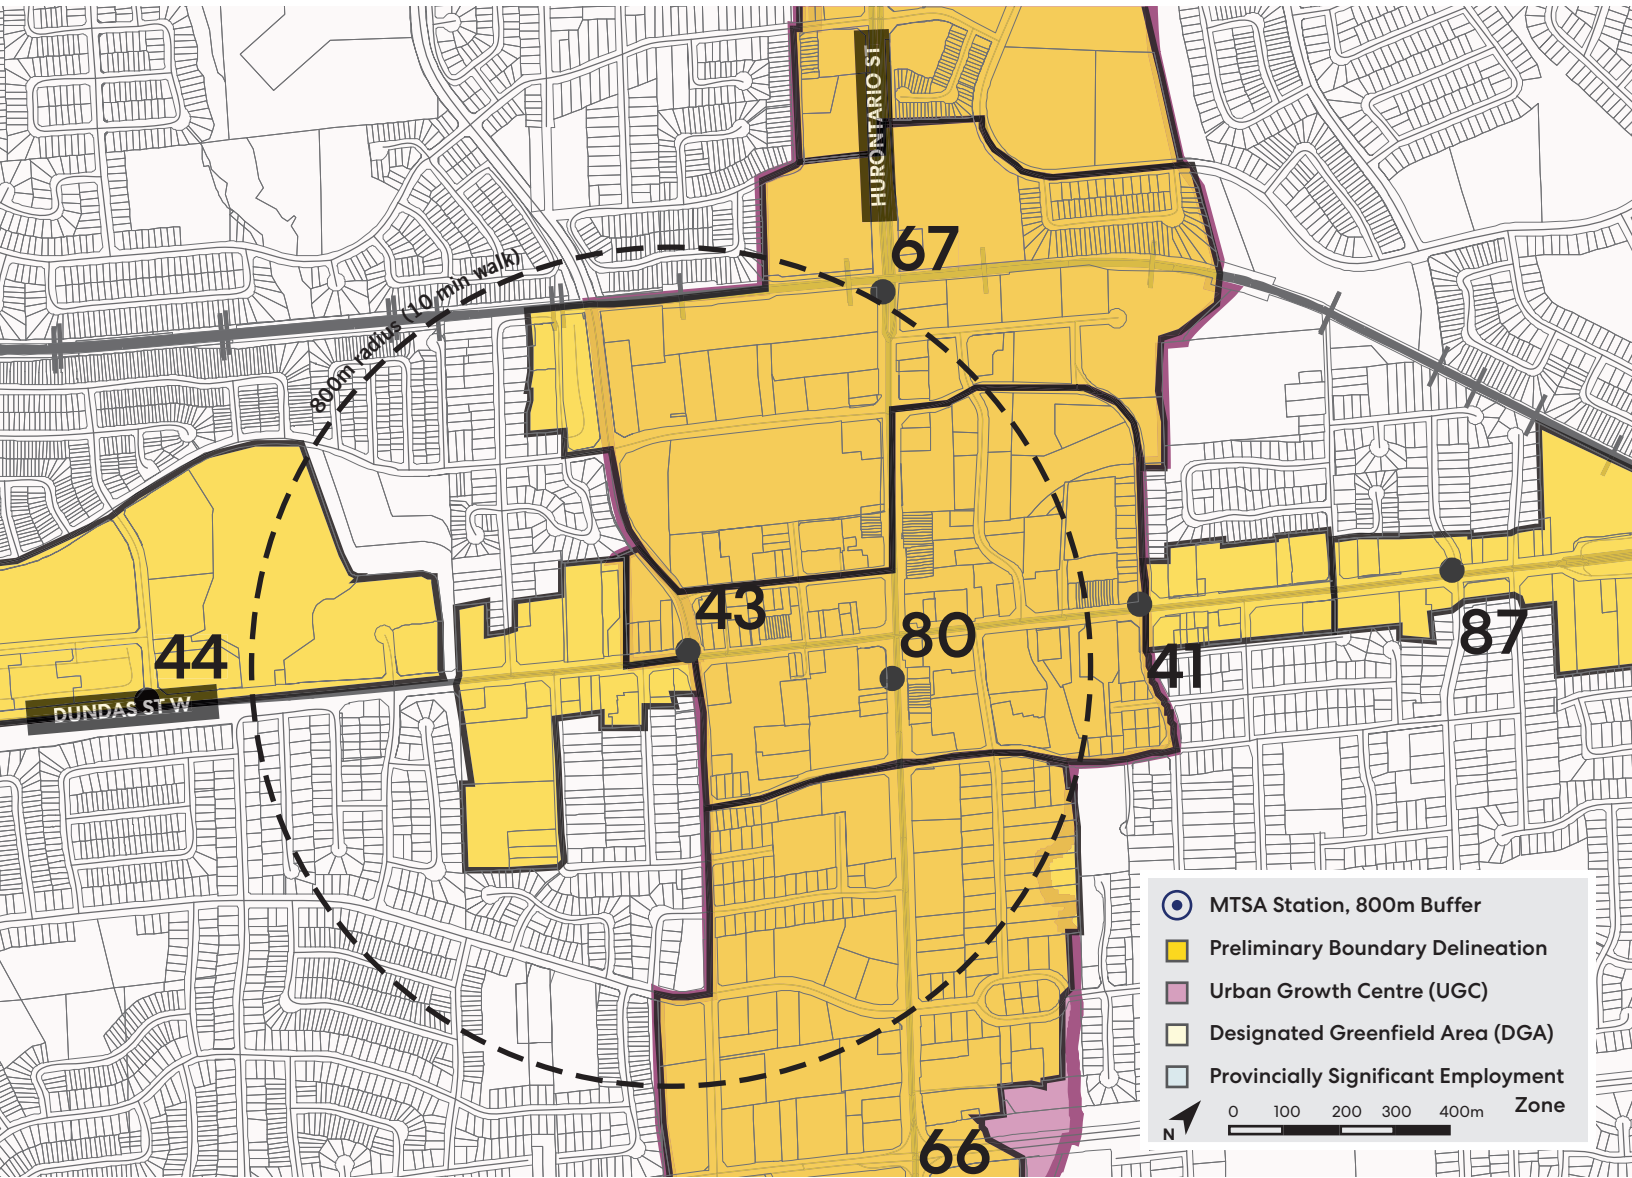 HURONTARIO ST
67
800m radius (10 min walk)
43
80
44
41
87
DUNDAS ST W
66
MTSA Station, 800m Buffer
Preliminary Boundary Delineation
Urban Growth Centre (UGC)
Designated Greenfield Area (DGA)
Provincially Significant Employment
Zone
0 100 200 300 400m
N